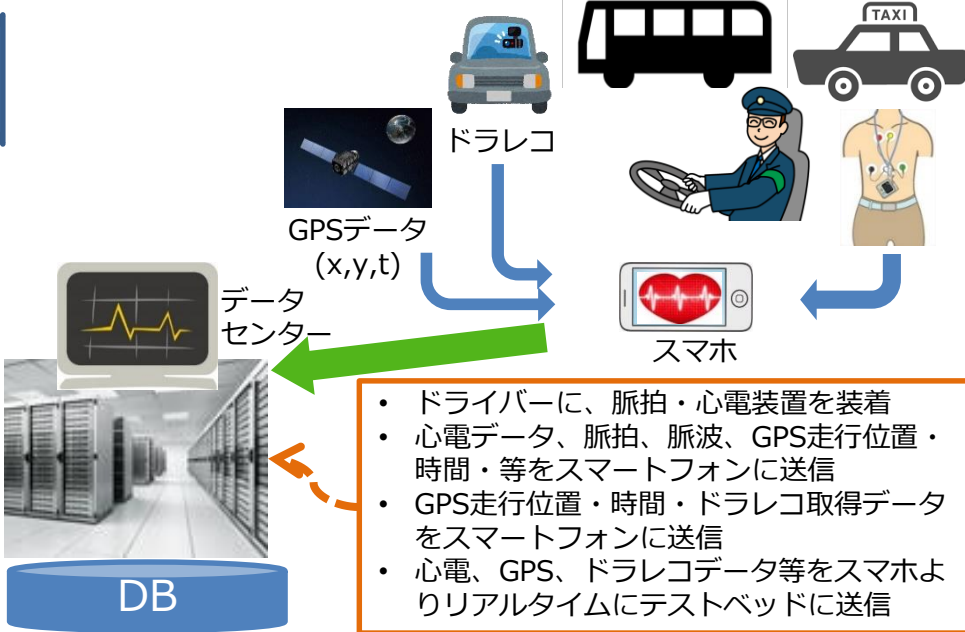 TAXI
ドラレコ
GPSデータ
(x,y,t)
データ
センター
スマホ
• ドライバーに、脈拍・心電装置を装着
• 心電データ、脈拍、脈波、GPS走行位置・
時間・等をスマートフォンに送信
• GPS走行位置・時間・ドラレコ取得データ
をスマートフォンに送信
• 心電、GPS、ドラレコデータ等をスマホよ
りリアルタイムにテストベッドに送信
DB